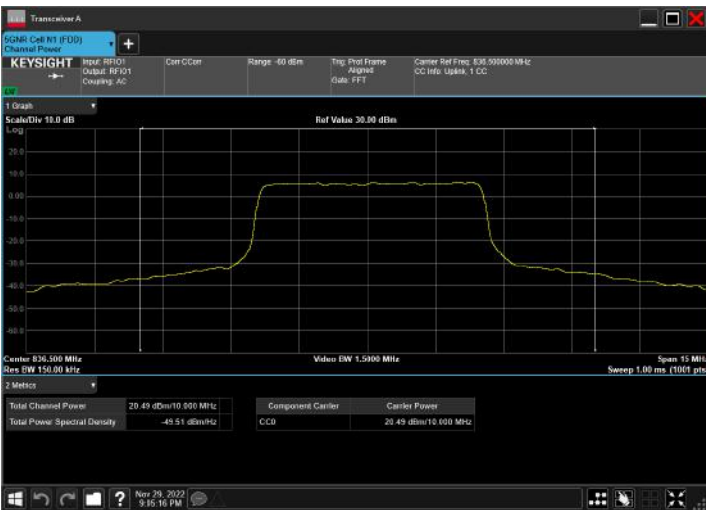 Transceiver A
5GNR Cell N1 (FDD)
Channel Power
KEYSIGHT
Input: RFIO1
Output: RFIO1
Coupling: AC
Corr CCorr
Range: -60 dBm
Trig: Prot Frame
Aligned
Gate: FFT
Carrier Ref Freq: 836.500000 MHz
CC Info: Uplink, 1 CC
1 Graph
Scale/Div 10.0 dB
Ref Value 30.00 dBm
Log
20.0
10.0
0.00
-10.0
-20.0
-30.0
-40.0
-50.0
-60.0
Center 836.500 MHz
Video BW 1.5000 MHz
Span 15 MHz
Res BW 150.00 kHz
Sweep 1.00 ms (1001 pts
2 Metrics
Total Channel Power 20.49 dBm/10.000 MHz
Total Power Spectral Density -49.51 dBm/Hz
Component Carrier Carrier Power
CC0 20.49 dBm/10.000 MHz
Nov 29, 2022
9:15:16 PM